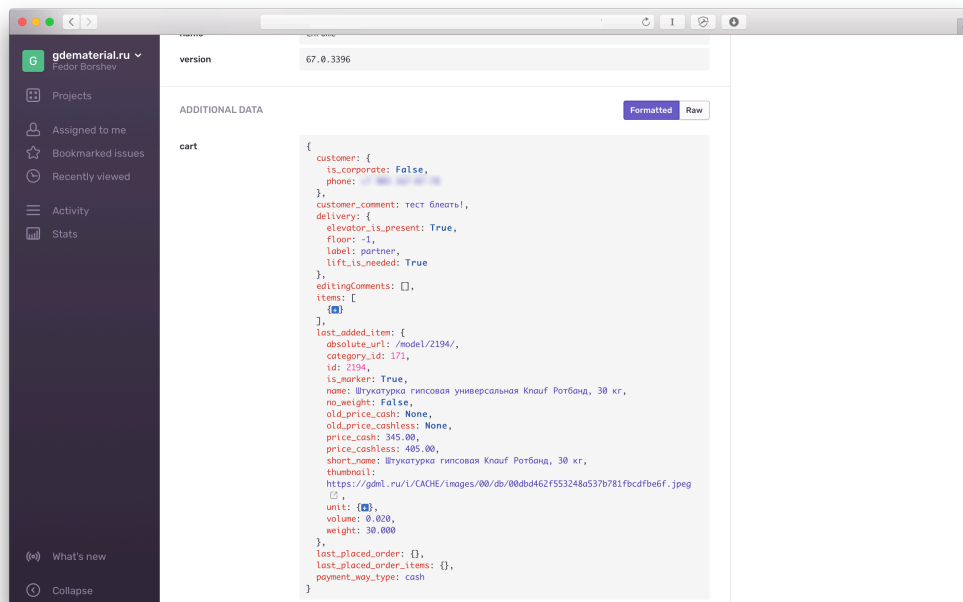 G
gdematerial.ru
Fedor Borshev
Projects
Assigned to me
Bookmarked issues
Recently viewed
Activity
Stats
What's new
Collapse
version
67.0.3396
ADDITIONAL DATA
Formatted
Raw
cart
{
customer: {
is_corporate: False,
phone:
},
customer_comment: тест блеать!,
delivery: {
elevator_is_present: True,
floor: -1,
label: partner,
lift_is_needed: True
},
editingComments: [],
items: [
{+}
],
last_added_item: {
absolute_url: /model/2194/,
category_id: 171,
id: 2194,
is_marker: True,
name: Штукатурка гипсовая универсальная Knauf Ротбанд, 30 кг,
no_weight: False,
old_price_cash: None,
old_price_cashless: None,
price_cash: 345.00,
price_cashless: 405.00,
short_name: Штукатурка гипсовая Knauf Ротбанд, 30 кг,
thumbnail:
https://gdml.ru/i/CACHE/images/00/db/00dbd462f553248a537b781fbcdfbe6f.jpeg
,
unit: {+},
volume: 0.020,
weight: 30.000
},
last_placed_order: {},
last_placed_order_items: {},
payment_way_type: cash
}